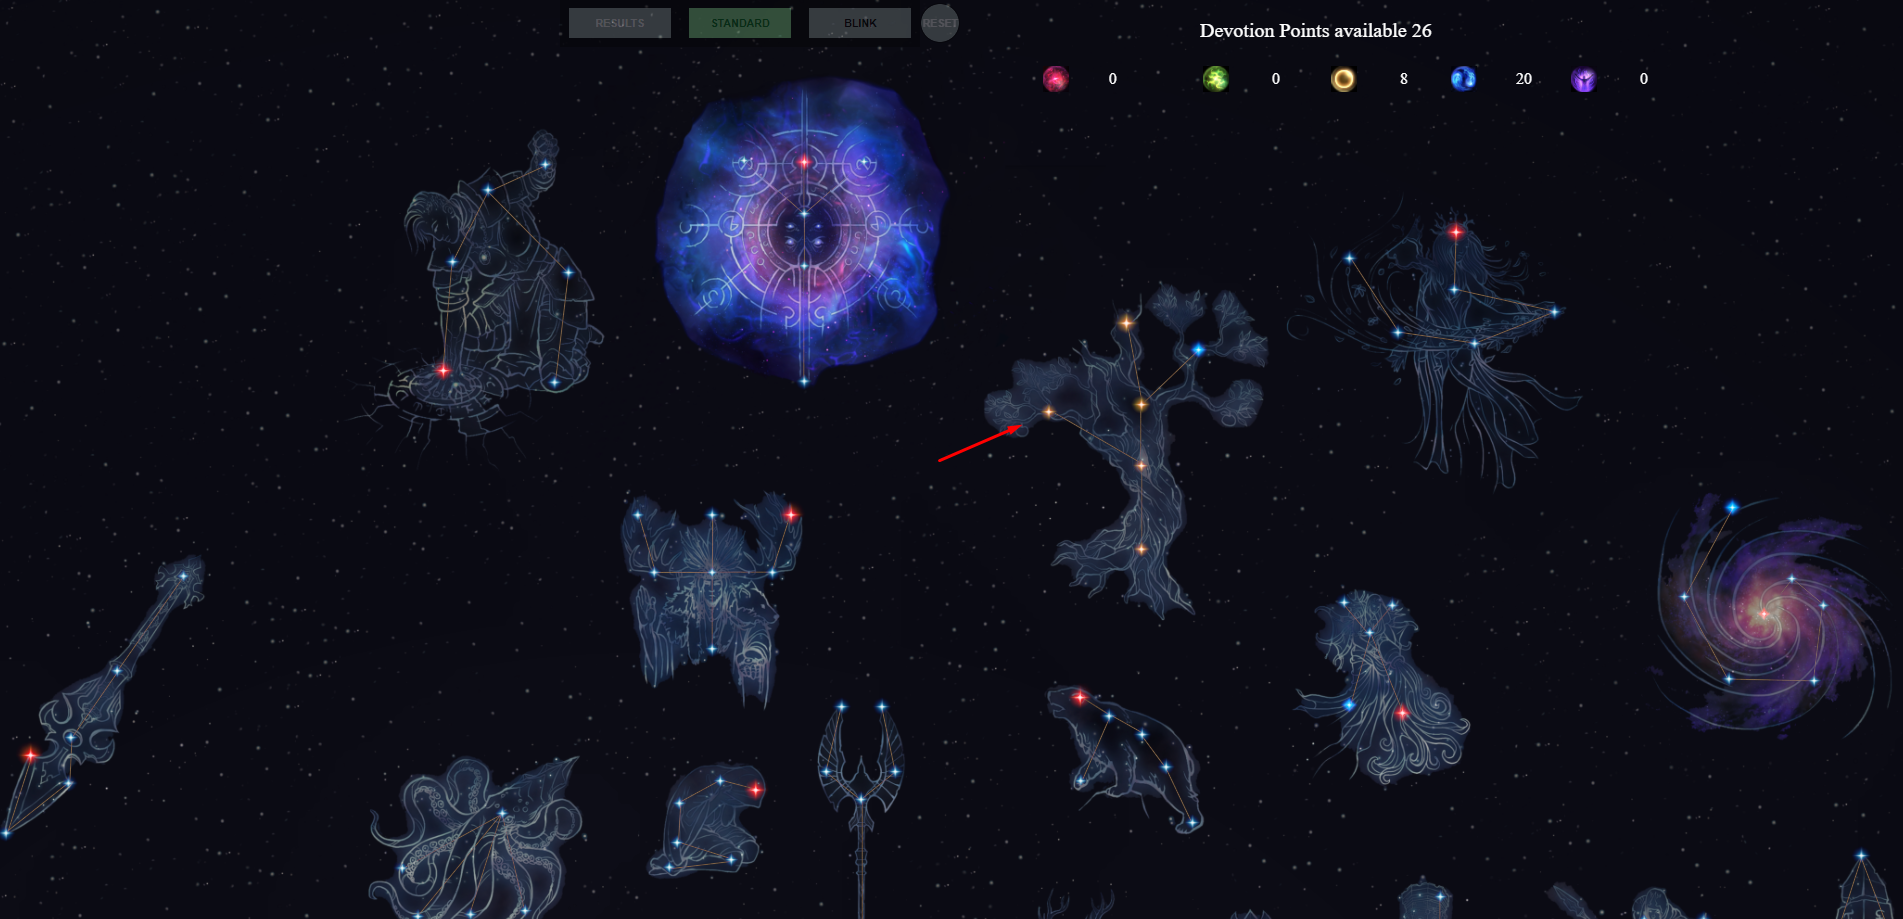 RESULTS STANDARD BLINK RESET
Devotion Points available 26
0 0 8 20 0